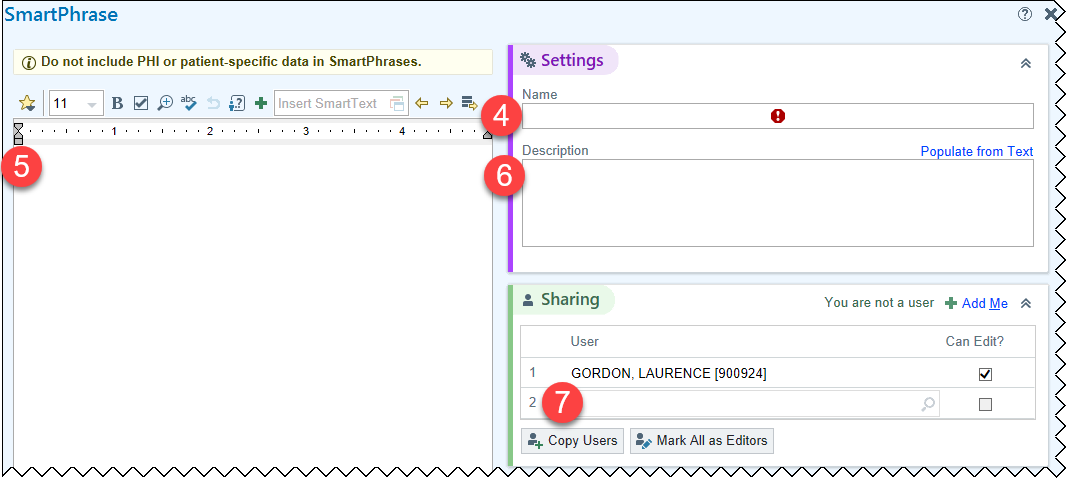 SmartPhrase
Do not include PHI or patient-specific data in SmartPhrases.
11 B abc Insert SmartText
1 2 3 4
5
Settings
Name
4
Description Populate from Text
6
Sharing You are not a user Add Me
User Can Edit?
1 GORDON, LAURENCE [900924]
2 7
Copy Users Mark All as Editors